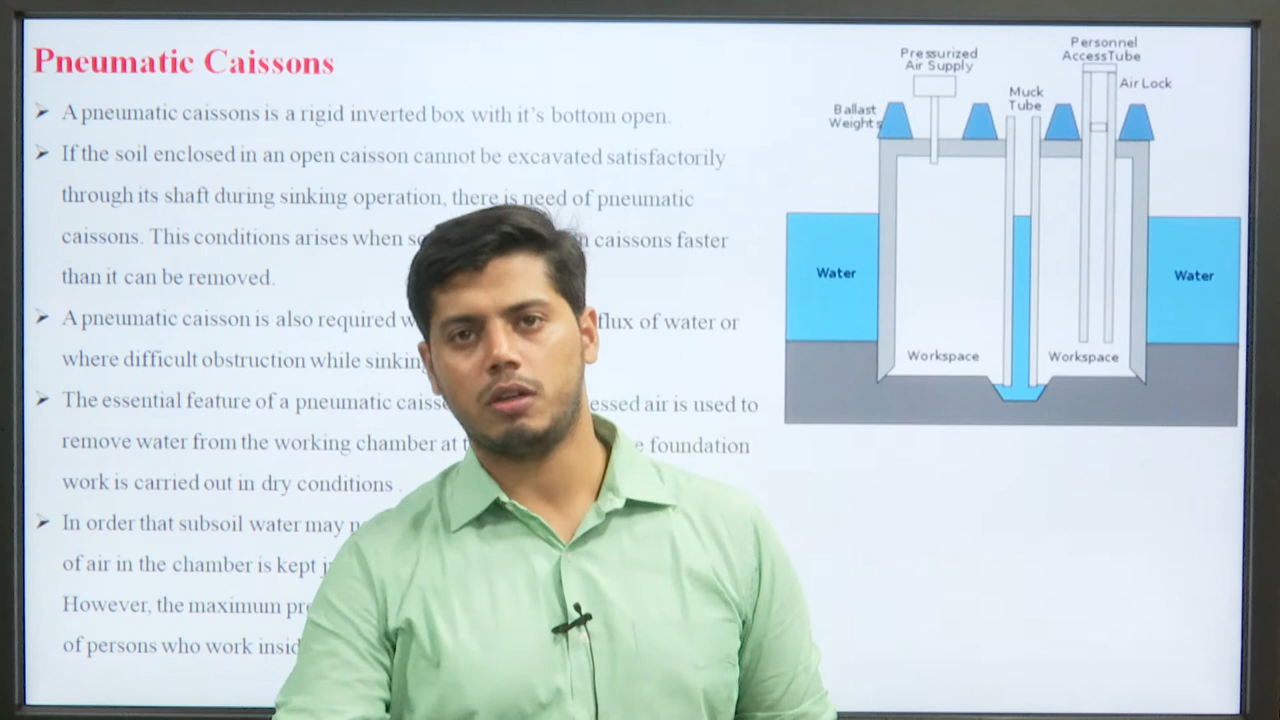 Pneumatic Caissons
➤ A pneumatic caissons is a rigid inverted box with it's bottom open.
➤ If the soil enclosed in an open caisson cannot be excavated satisfactorily
through its shaft during sinking operation, there is need of pneumatic
caissons. This conditions arises when caissons faster
than it can be removed.
➤ A pneumatic caisson is also required flux of water or
where difficult obstruction while
➤ The essential feature of a pneumatic air is used to
remove water from the working chamber at foundation
work is carried out in dry conditions .
➤ In order that subsoil water may
of air in the chamber is kept
However, the maximum
of persons who work
Pressurized
Air Supply
Personnel
AccessTube
Air Lock
Muck
Tube
Ballast
Weights
Water
Water
Workspace
Workspace